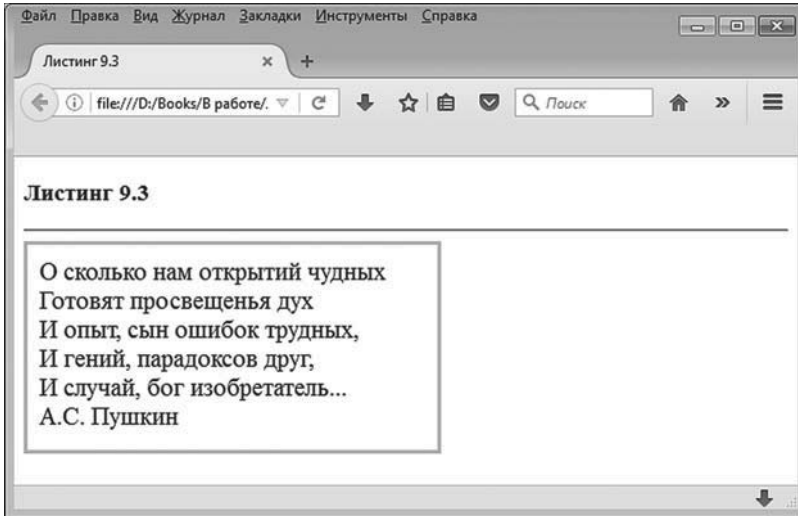 Файл Правка Вид Журнал Закладки Инструменты Справка
Листинг 9.3
file:///D:/Books/В работе/.
Поиск
Листинг 9.3
О сколько нам открытий чудных
Готовят просвещенья дух
И опыт, сын ошибок трудных,
И гений, парадоксов друг,
И случай, бог изобретатель...
А.С. Пушкин